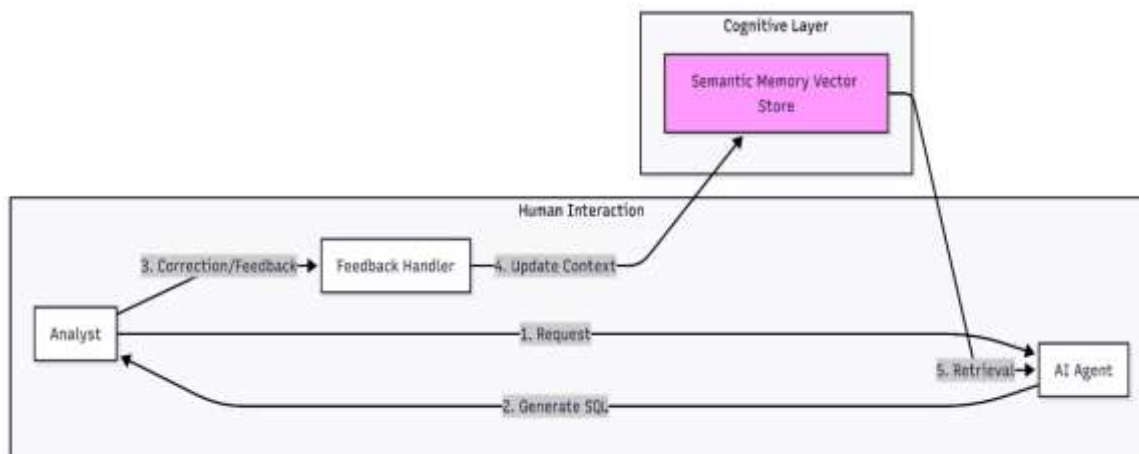 Cognitive Layer
Semantic Memory Vector
Store
Human Interaction
3. Correction/Feedback
Feedback Handler
4. Update Context
Analyst
1. Request
5. Retrieval
AI Agent
2. Generate SQL